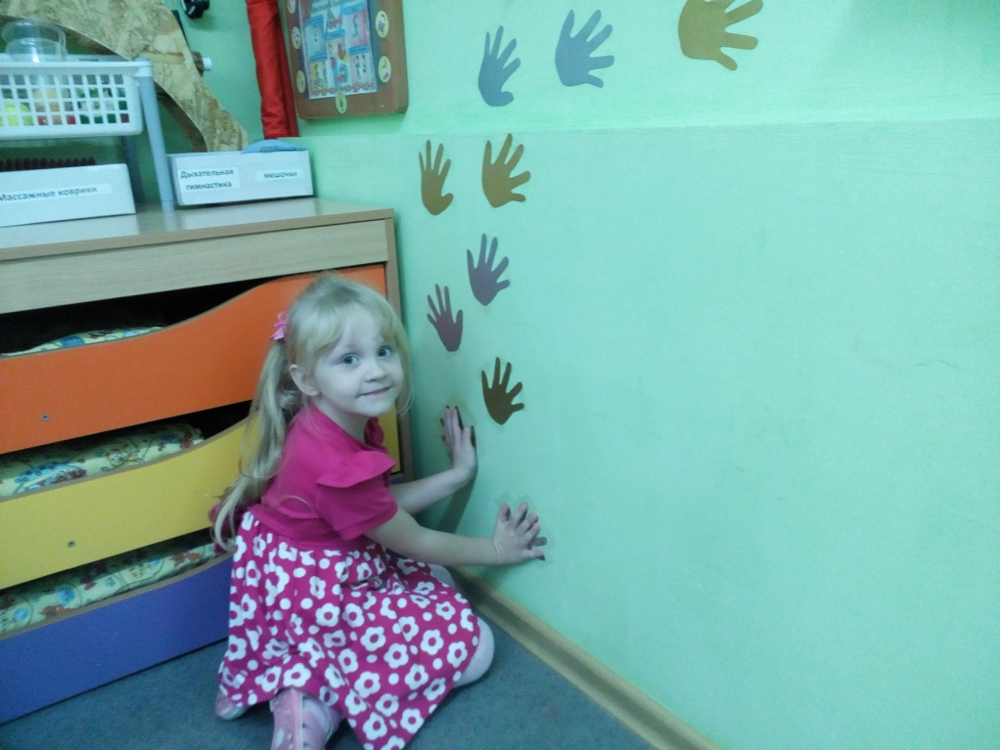 Дыхательная
гимнастика
мешочки
Массажные коврики